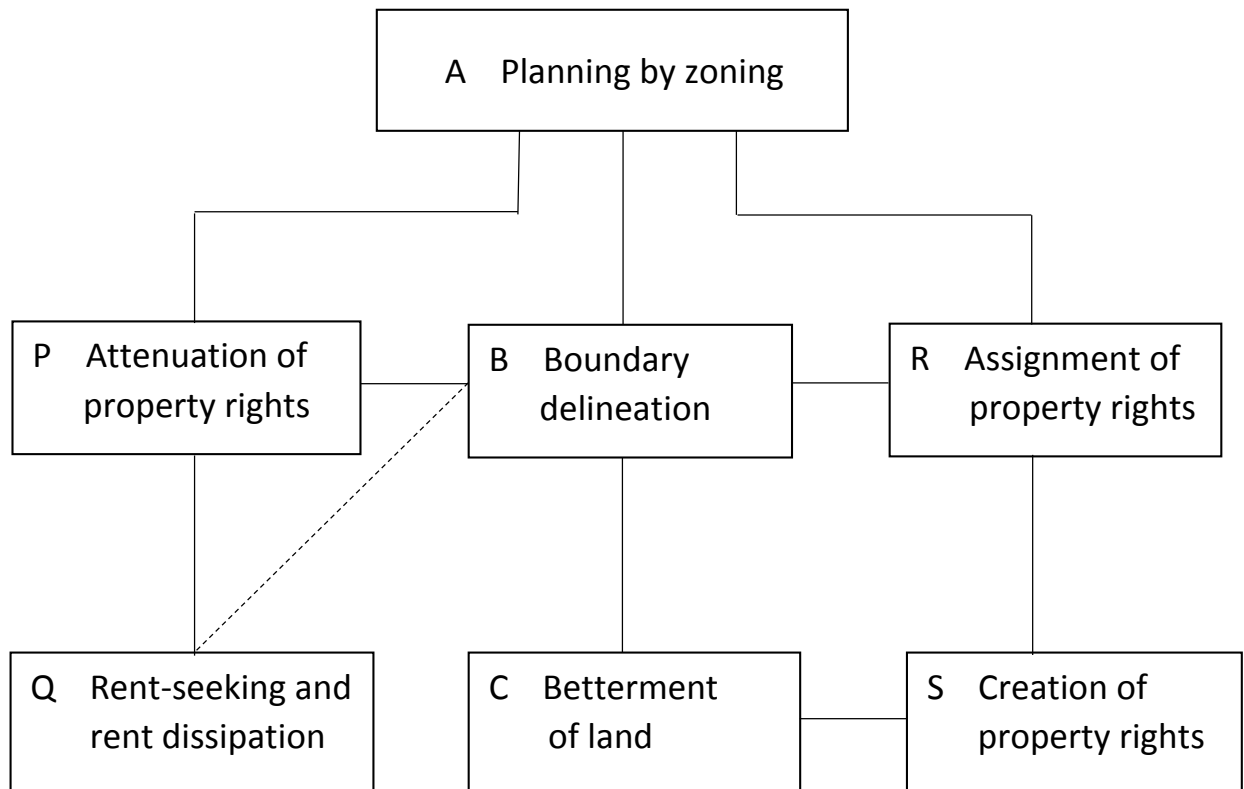 A Planning by zoning
P Attenuation of
property rights
B Boundary
delineation
R Assignment of
property rights
Q Rent-seeking and
rent dissipation
C Betterment
of land
S Creation of
property rights